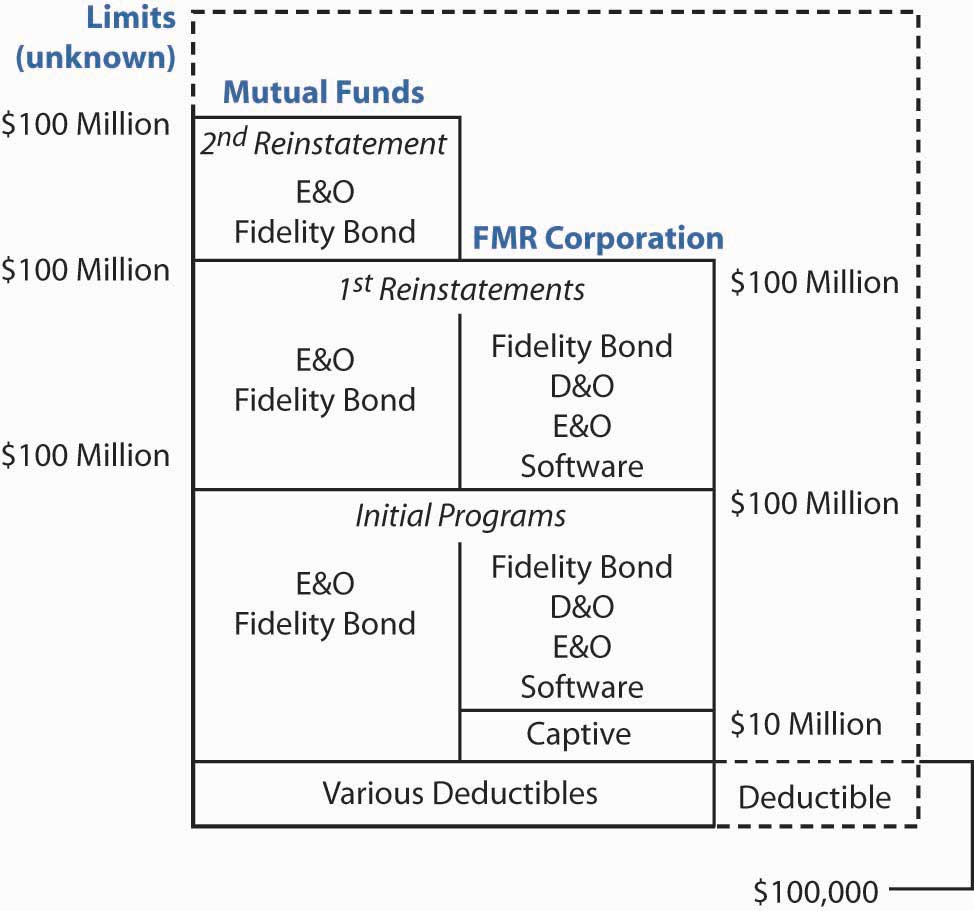 Limits
(unknown)
Mutual Funds
$100 Million
2nd Reinstatement
E&O
Fidelity Bond
FMR Corporation
$100 Million
1st Reinstatements
$100 Million
E&O
Fidelity Bond
Fidelity Bond
D&O
E&O
Software
$100 Million
Initial Programs
$100 Million
E&O
Fidelity Bond
Fidelity Bond
D&O
E&O
Software
Captive
$10 Million
Various Deductibles
Deductible
$100,000